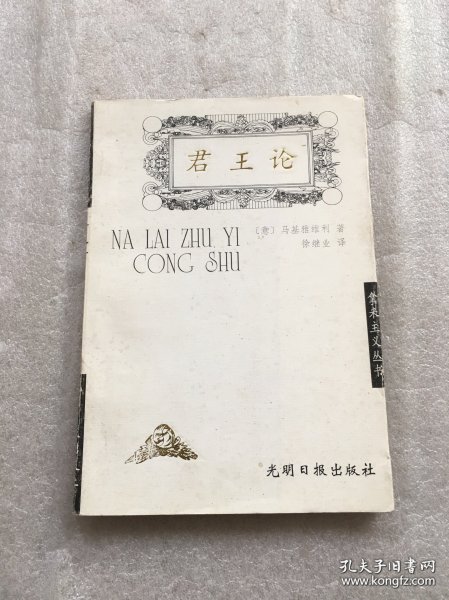 君王论
NA LAI ZHU YI
CONG SHU
〔意〕马基雅维利 著
徐继业 译
拿来主义丛书
光明日报出版社
孔夫子旧书网
www.kongfz.com